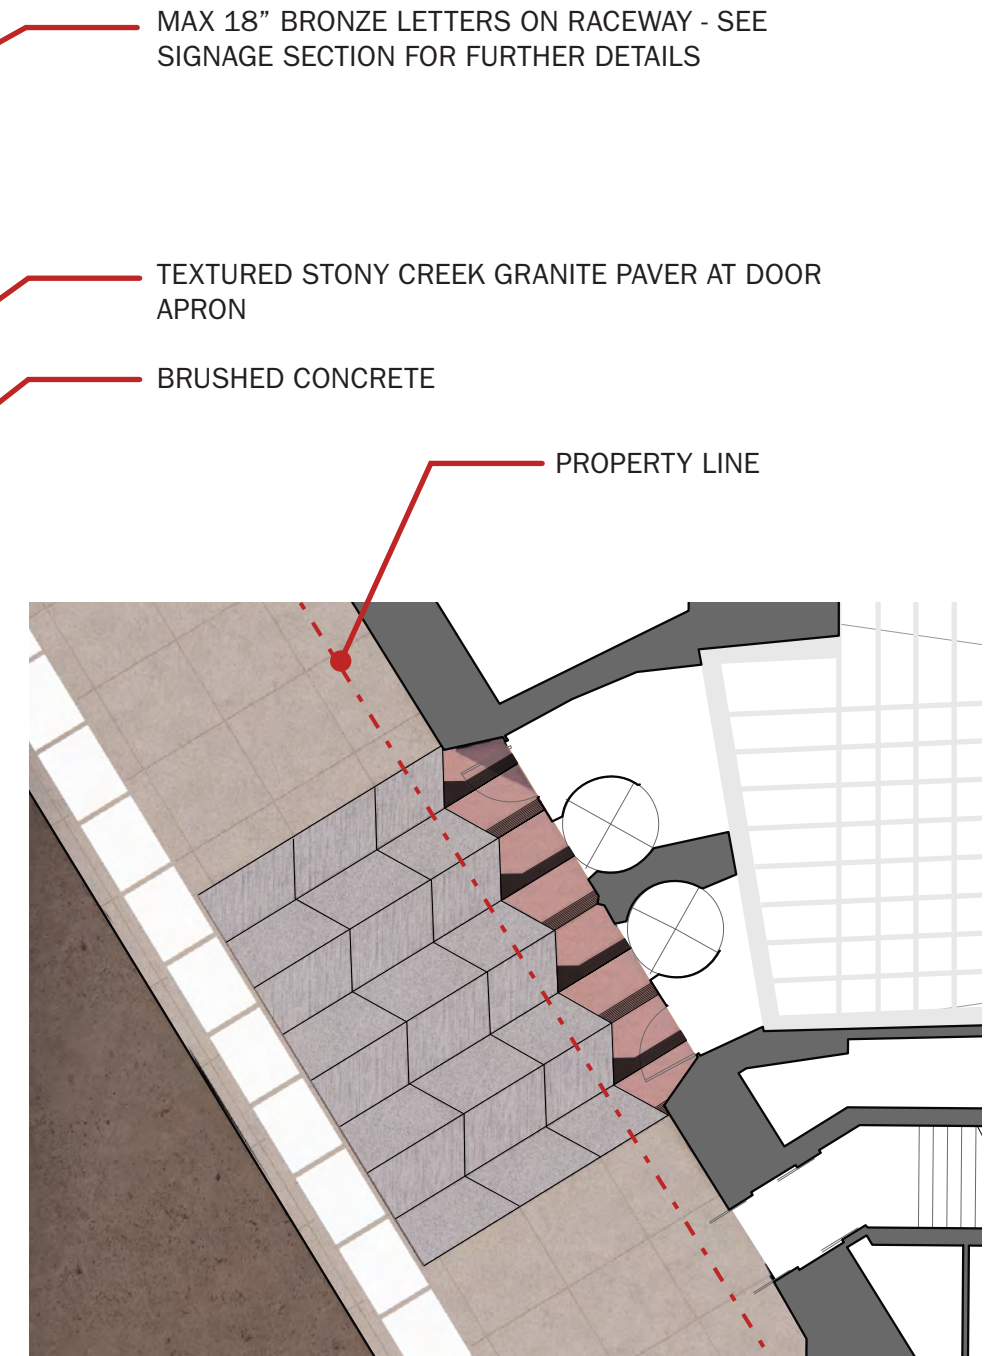 MAX 18” BRONZE LETTERS ON RACEWAY - SEE
SIGNAGE SECTION FOR FURTHER DETAILS
TEXTURED STONY CREEK GRANITE PAVER AT DOOR
APRON
BRUSHED CONCRETE
PROPERTY LINE